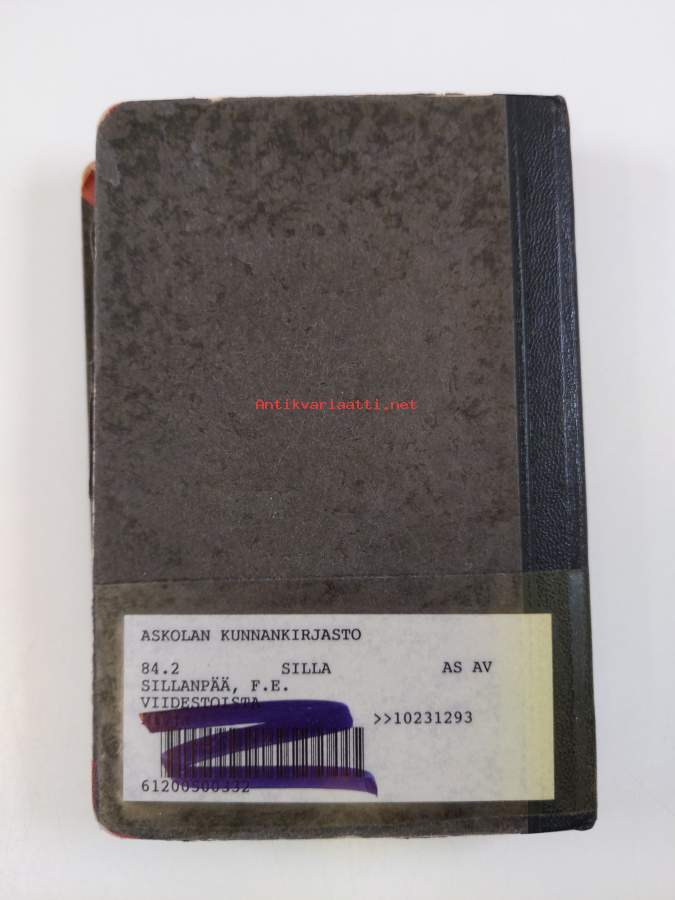 Antikvariaatti.net
ASKOLAN KUNNANKIRJASTO
84.2 SILLA AS AV
SILLANPÄÄ, F.E.
VIIDESTOISTA
>>10231293
61200500332